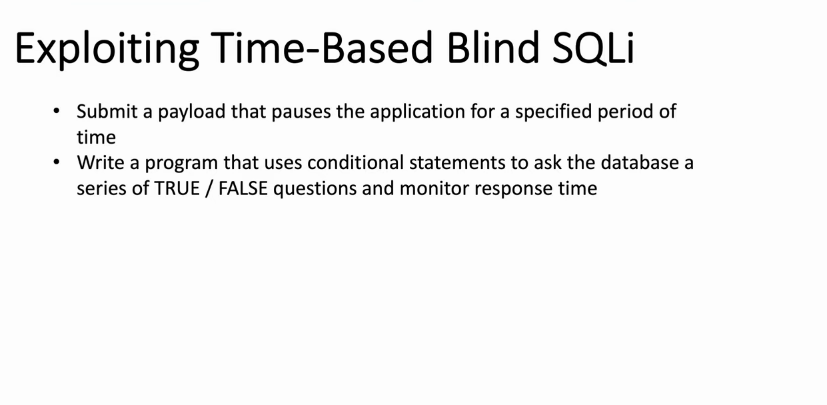 Exploiting Time-Based Blind SQLi
• Submit a payload that pauses the application for a specified period of
time
• Write a program that uses conditional statements to ask the database a
series of TRUE / FALSE questions and monitor response time